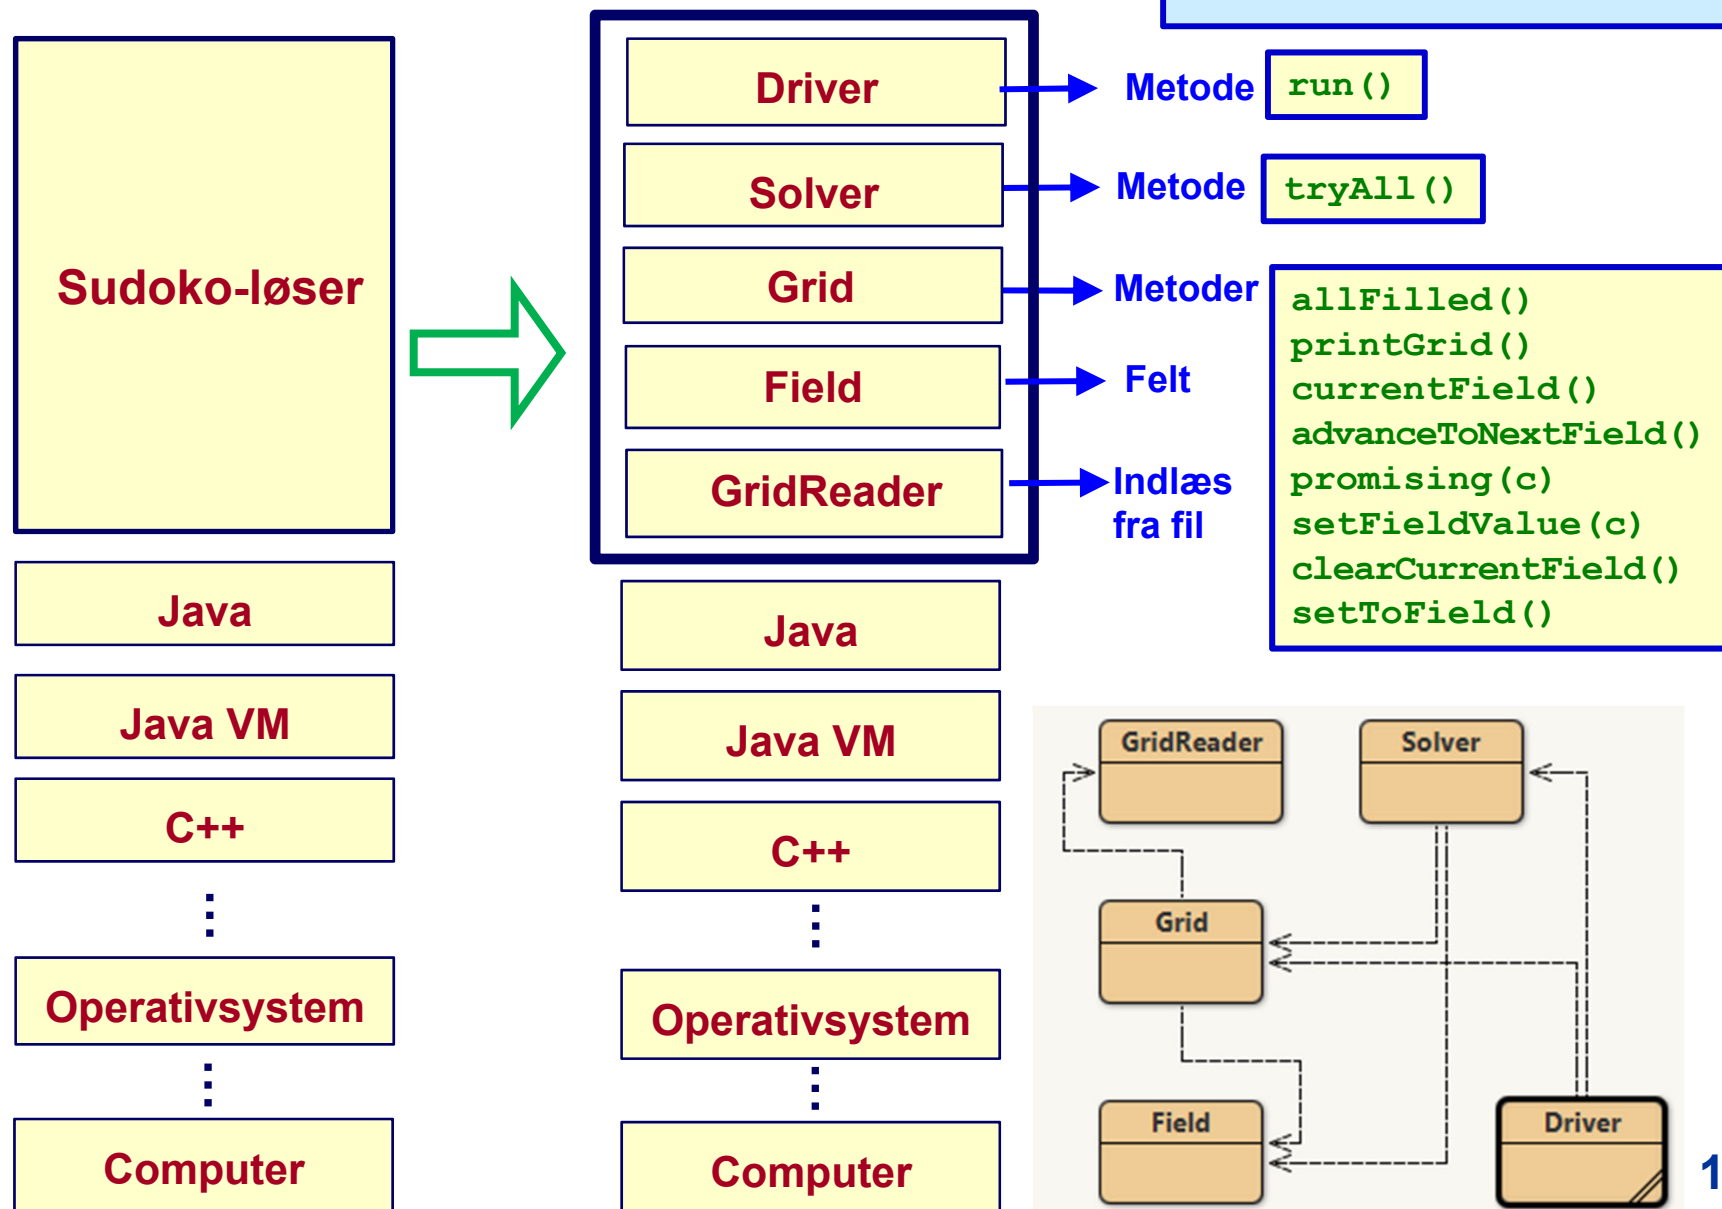 Sudoko-løser
Java
Java VM
C++
Operativsystem
Computer
Driver
Solver
Grid
Field
GridReader
Java
Java VM
C++
Operativsystem
Computer
Metode
run()
Metode
tryAll()
Metoder
Felt
Indlæs
fra fil
allFilled()
printGrid()
currentField()
advanceToNextField()
promising(c)
setFieldValue(c)
clearCurrentField()
setToField()
GridReader
Solver
Grid
Field
Driver
1